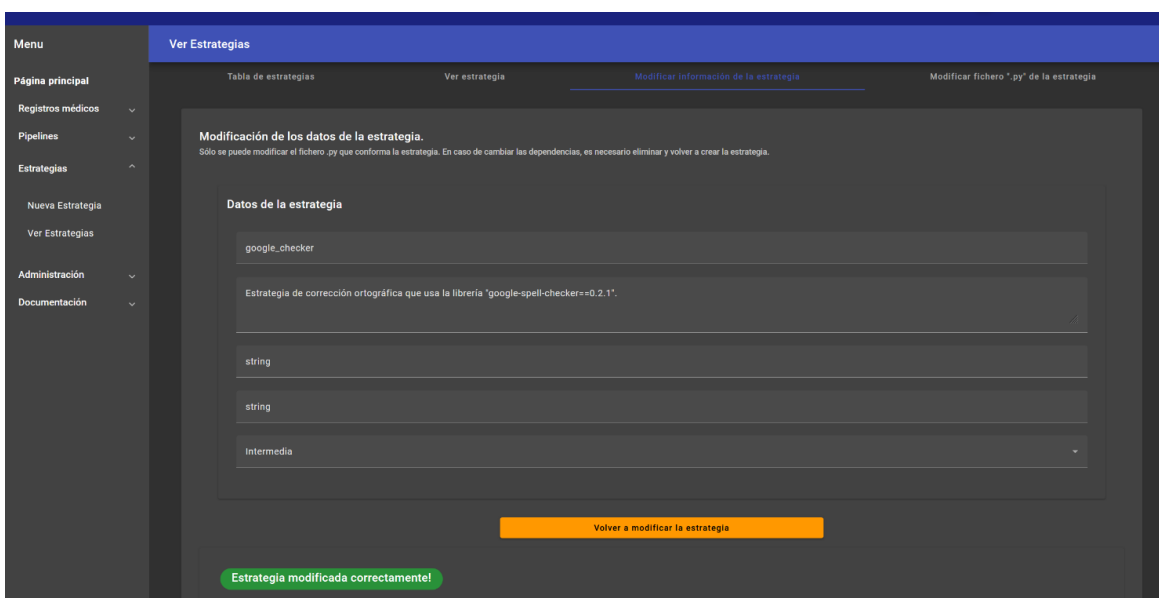 Menu
Ver Estrategias
Página principal
Registros médicos
Pipelines
Estrategias
Nueva Estrategia
Ver Estrategias
Administración
Documentación
Tabla de estrategias
Ver estrategia
Modificar información de la estrategia
Modificar fichero ".py" de la estrategia
Modificación de los datos de la estrategia.
Sólo se puede modificar el fichero .py que conforma la estrategia. En caso de cambiar las dependencias, es necesario eliminar y volver a crear la estrategia.
Datos de la estrategia
google_checker
Estrategia de corrección ortográfica que usa la librería "google-spell-checker==0.2.1".
string
string
Intermedia
Volver a modificar la estrategia
Estrategia modificada correctamente!